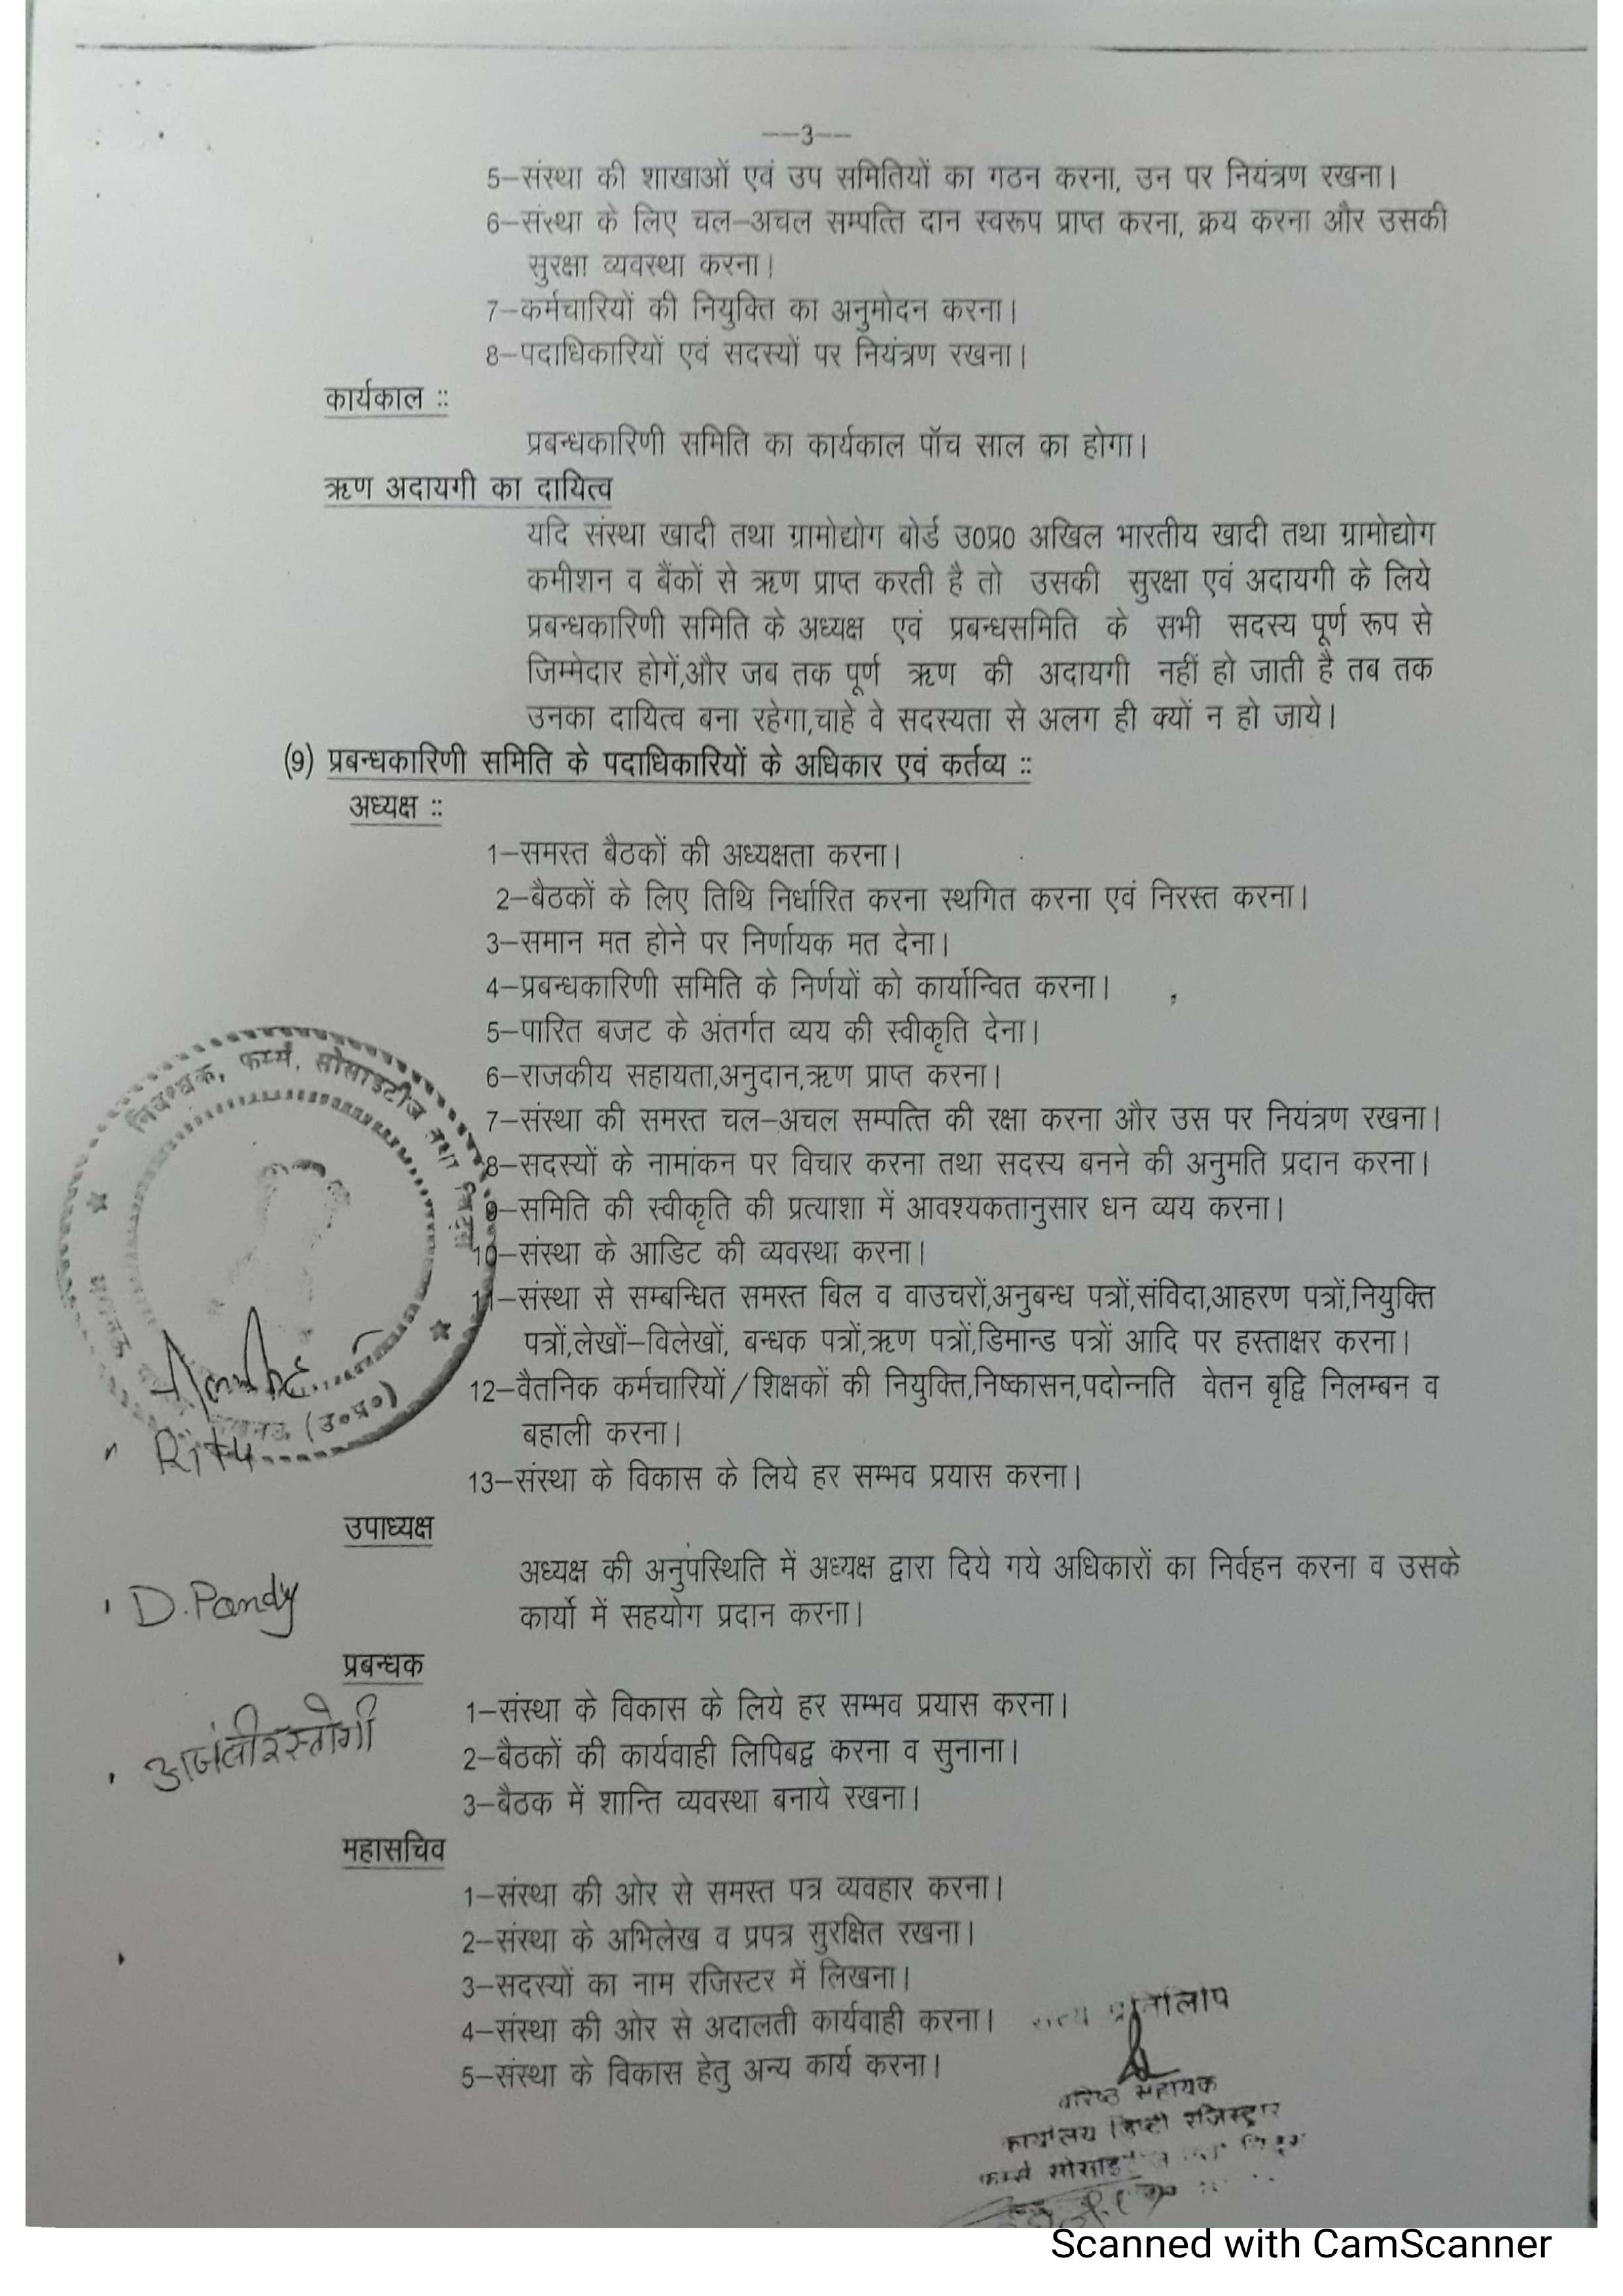 --3--
5–संस्था की शाखाओं एवं उप समितियों का गठन करना, उन पर नियंत्रण रखना।
6–संस्था के लिए चल–अचल सम्पत्ति दान स्वरूप प्राप्त करना, क्रय करना और उसकी
सुरक्षा व्यवस्था करना।
7–कर्मचारियों की नियुक्ति का अनुमोदन करना।
8–पदाधिकारियों एवं सदस्यों पर नियंत्रण रखना।
कार्यकाल ::
प्रबन्धकारिणी समिति का कार्यकाल पॉच साल का होगा।
ऋण अदायगी का दायित्व
यदि संस्था खादी तथा ग्रामोद्योग बोर्ड उ0प्र0 अखिल भारतीय खादी तथा ग्रामोद्योग
कमीशन व बैंकों से ऋण प्राप्त करती है तो उसकी सुरक्षा एवं अदायगी के लिये
प्रबन्धकारिणी समिति के अध्यक्ष एवं प्रबन्धसमिति के सभी सदस्य पूर्ण रूप से
जिम्मेदार होगें,और जब तक पूर्ण ऋण की अदायगी नहीं हो जाती है तब तक
उनका दायित्व बना रहेगा,चाहे वे सदस्यता से अलग ही क्यों न हो जाये।
(9) प्रबन्धकारिणी समिति के पदाधिकारियों के अधिकार एवं कर्तव्य ::
अध्यक्ष ::
1–समस्त बैठकों की अध्यक्षता करना।
2–बैठकों के लिए तिथि निर्धारित करना स्थगित करना एवं निरस्त करना।
3–समान मत होने पर निर्णायक मत देना।
4–प्रबन्धकारिणी समिति के निर्णयों को कार्योन्वित करना।
5–पारित बजट के अंतर्गत व्यय की स्वीकृति देना।
6–राजकीय सहायता,अनुदान,ऋण प्राप्त करना।
7–संस्था की समस्त चल–अचल सम्पत्ति की रक्षा करना और उस पर नियंत्रण रखना।
8–सदस्यों के नामांकन पर विचार करना तथा सदस्य बनने की अनुमति प्रदान करना।
9–समिति की स्वीकृति की प्रत्याशा में आवश्यकतानुसार धन व्यय करना।
10–संस्था के आडिट की व्यवस्था करना।
11–संस्था से सम्बन्धित समस्त बिल व वाउचरों,अनुबन्ध पत्रों,संविदा,आहरण पत्रों,नियुक्ति
पत्रों,लेखों–विलेखों, बन्धक पत्रों,ऋण पत्रों,डिमान्ड पत्रों आदि पर हस्ताक्षर करना।
12–वैतनिक कर्मचारियों/शिक्षकों की नियुक्ति,निष्कासन,पदोन्नति वेतन बृद्वि निलम्बन व
बहाली करना।
13–संस्था के विकास के लिये हर सम्भव प्रयास करना।
निबन्धक, फर्म्स, सोसाइटीज तथा चिट्स
(उ०प्र०)
Ritu
उपाध्यक्ष
अध्यक्ष की अनुपस्थिति में अध्यक्ष द्वारा दिये गये अधिकारों का निर्वहन करना व उसके
कार्यो में सहयोग प्रदान करना।
D. Pandy
प्रबन्धक
1–संस्था के विकास के लिये हर सम्भव प्रयास करना।
2–बैठकों की कार्यवाही लिपिबद्व करना व सुनाना।
3–बैठक में शान्ति व्यवस्था बनाये रखना।
महासचिव
1–संस्था की ओर से समस्त पत्र व्यवहार करना।
2–संस्था के अभिलेख व प्रपत्र सुरक्षित रखना।
3–सदस्यों का नाम रजिस्टर में लिखना।
4–संस्था की ओर से अदालती कार्यवाही करना।
5–संस्था के विकास हेतु अन्य कार्य करना।
सत्य प्रतिलिपि
वरिष्ठ सहायक
कार्यालय डिप्टी रजिस्ट्रार
फर्म्स
Scanned with CamScanner